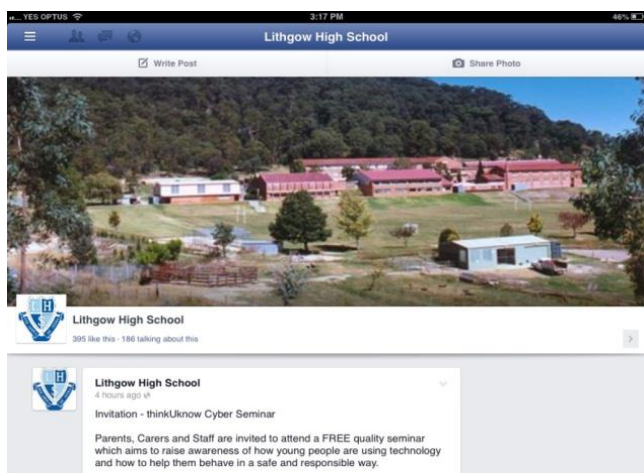 YES OPTUS 3:17 PM 46%
Lithgow High School
Write Post Share Photo
Lithgow High School
395 like this · 186 talking about this
Lithgow High School
4 hours ago
Invitation - thinkUknow Cyber Seminar
Parents, Carers and Staff are invited to attend a FREE quality seminar
which aims to raise awareness of how young people are using technology
and how to help them behave in a safe and responsible way.